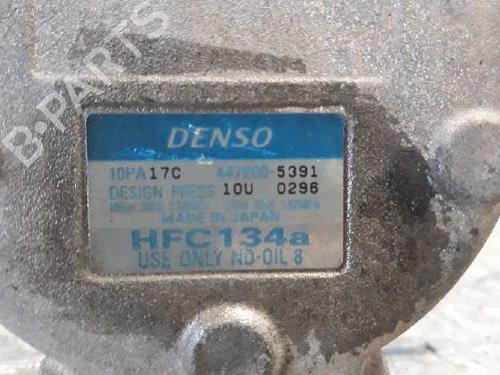 DENSO
10PA17C 447200-5391
DESIGN PRESS 10U 0296
MADE IN JAPAN
HFC134a
USE ONLY ND-OIL 8
B-PARTS